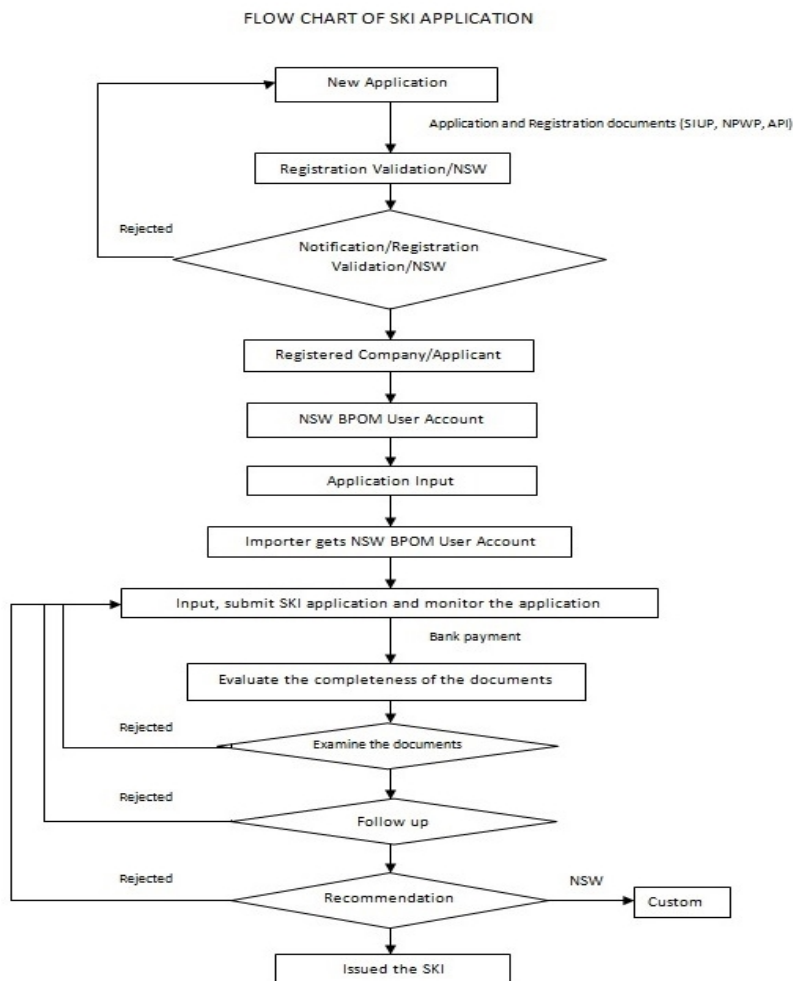 FLOW CHART OF SKI APPLICATION
New Application
Application and Registration documents (SIUP, NPWP, API)
Registration Validation/NSW
Rejected
Notification/Registration
Validation/NSW
Registered Company/Applicant
NSW BPOM User Account
Application Input
Importer gets NSW BPOM User Account
Input, submit SKI application and monitor the application
Bank payment
Evaluate the completeness of the documents
Rejected
Examine the documents
Rejected
Follow up
Rejected
Recommendation
NSW
Custom
Issued the SKI